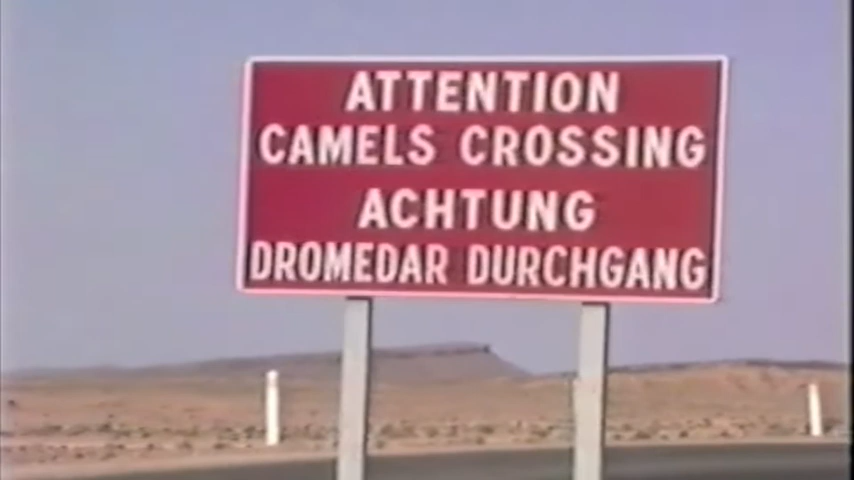 ATTENTION
CAMELS CROSSING
ACHTUNG
DROMEDAR DURCHGANG